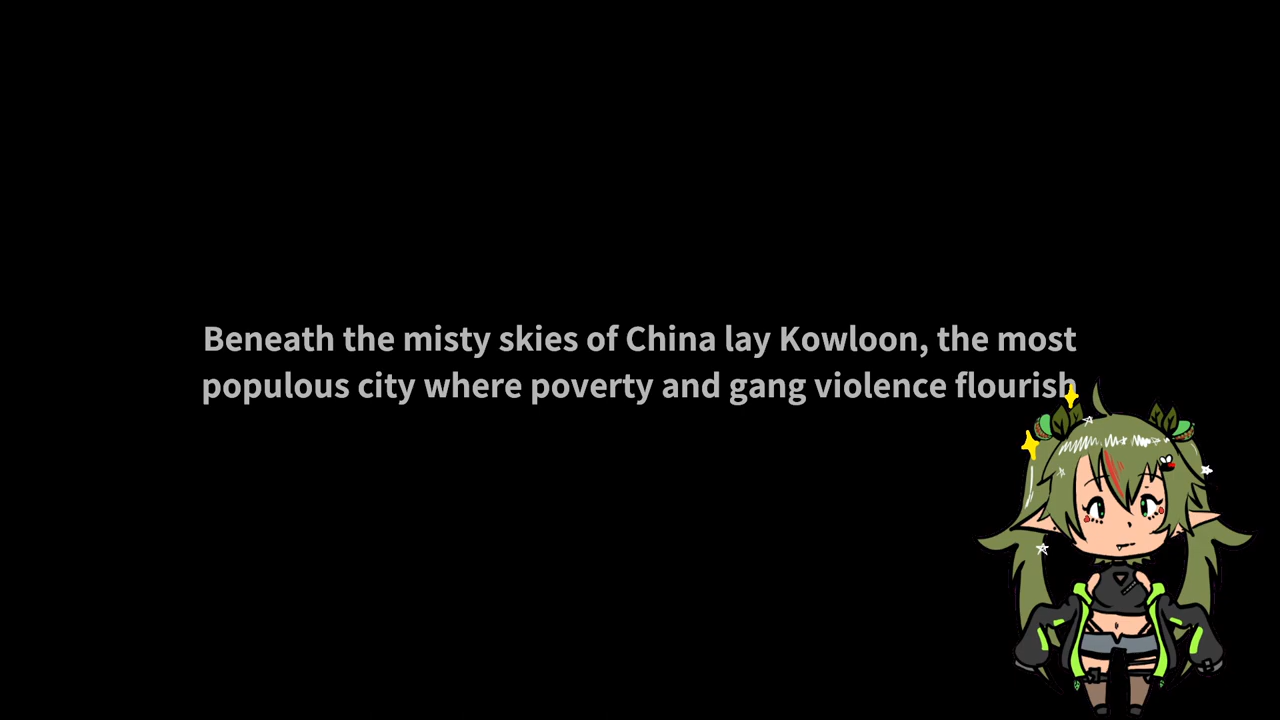 Beneath the misty skies of China lay Kowloon, the most
populous city where poverty and gang violence flourish